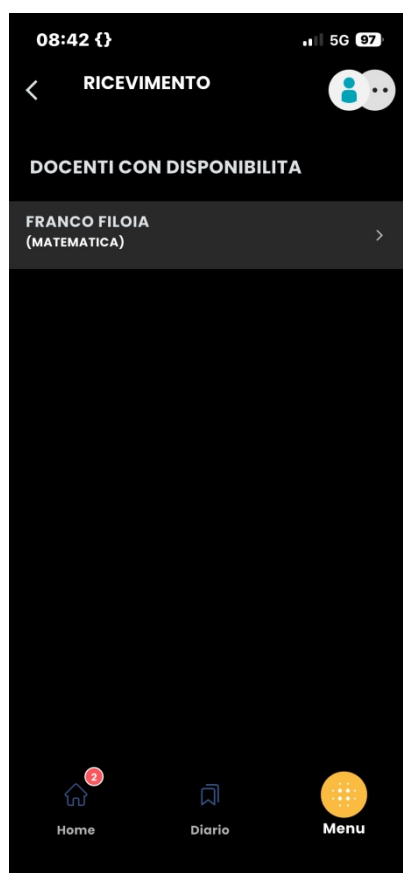 08:42 {}
5G 97
RICEVIMENTO
DOCENTI CON DISPONIBILITA
FRANCO FILOIA
(MATEMATICA)
2
Home
Diario
Menu